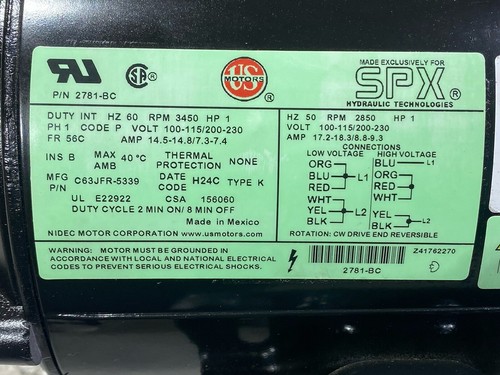 RU
SA
US
MOTORS
MADE EXCLUSIVELY FOR
SPX
HYDRAULIC TECHNOLOGIES
P/N 2781-BC
DUTY INT HZ 60 RPM 3450 HP 1
PH 1 CODE P VOLT 100-115/200-230
FR 56C AMP 14.5-14.8/7.3-7.4
INS B MAX AMB 40°C THERMAL PROTECTION NONE
MFG P/N C63JFR-5339 DATE CODE H24C TYPE K
UL E22922 CSA 156060
DUTY CYCLE 2 MIN ON/ 8 MIN OFF
Made in Mexico
NIDEC MOTOR CORPORATION www.usmotors.com
WARNING: MOTOR MUST BE GROUNDED IN
ACCORDANCE WITH LOCAL AND NATIONAL ELECTRICAL
CODES TO PREVENT SERIOUS ELECTRICAL SHOCKS.
HZ 50 RPM 2850 HP 1
VOLT 100-115/200-230
AMP 17.2-18.3/8.8-9.3
CONNECTIONS
LOW VOLTAGE HIGH VOLTAGE
ORG BLU L1
BLU L1 ORG
RED RED
WHT WHT
YEL L2 YEL L2
BLK BLK
ROTATION: CW DRIVE END REVERSIBLE
Z41762270
2781-BC